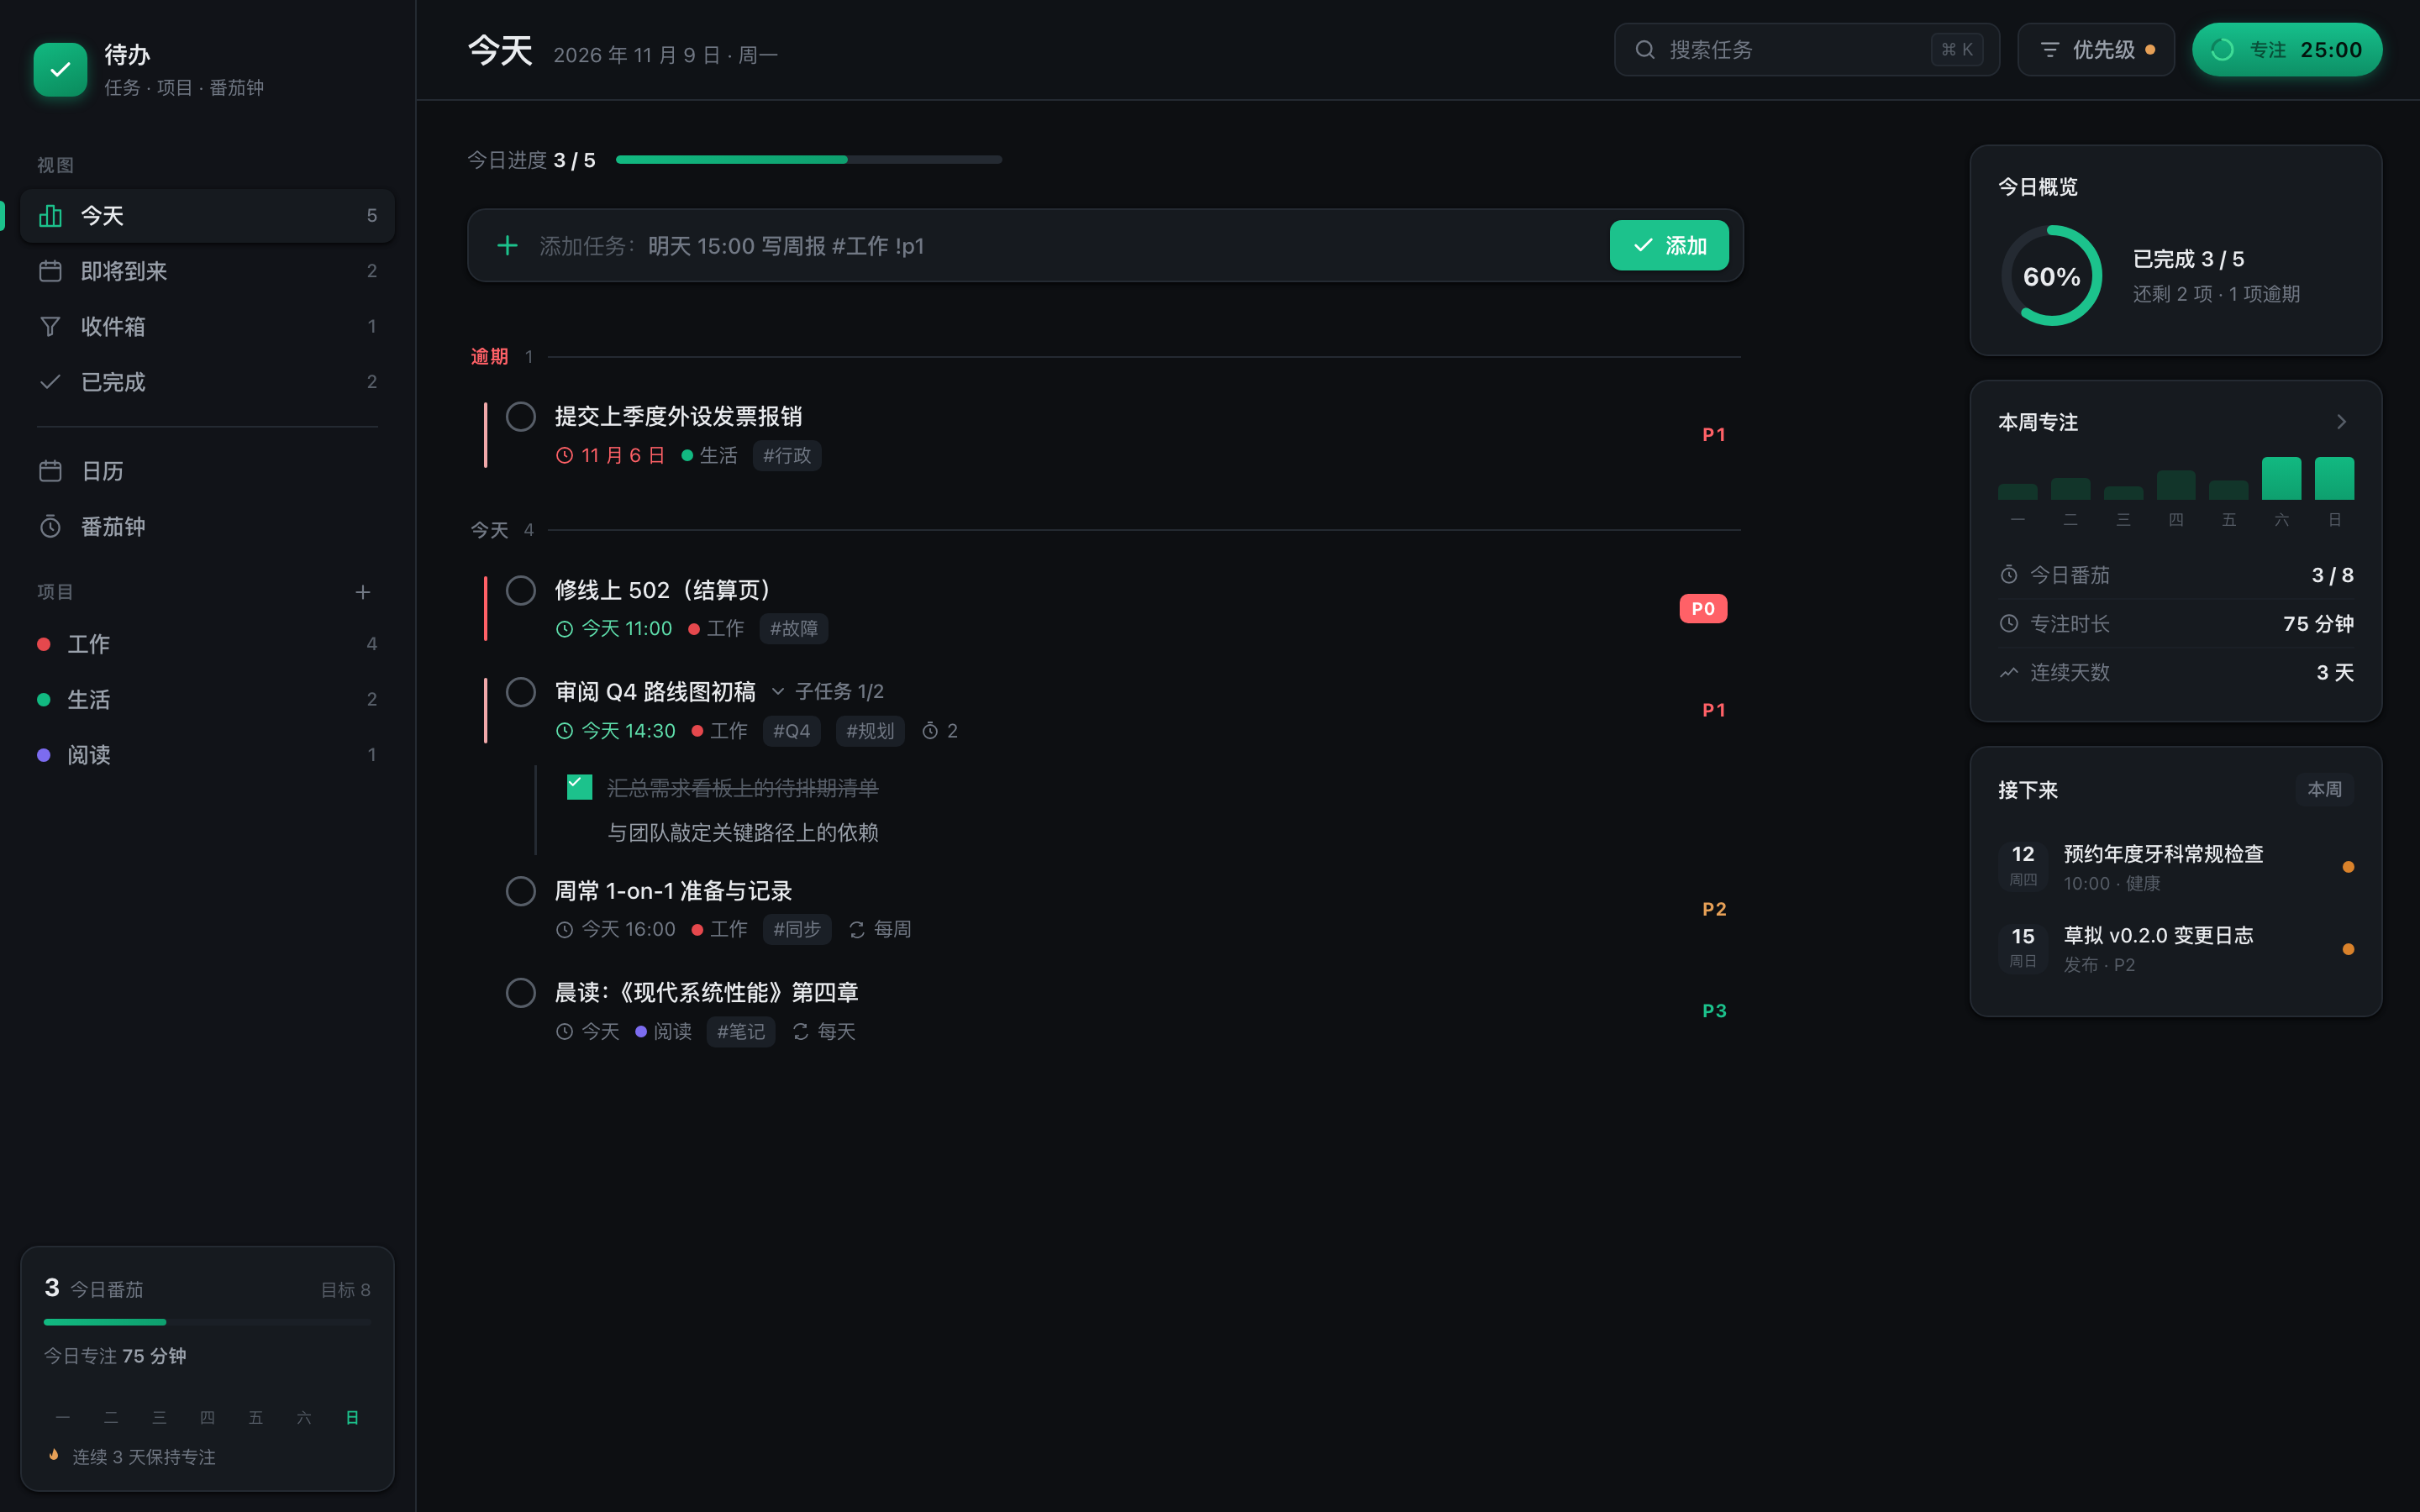 待办
任务 · 项目 · 番茄钟
视图
今天 5
即将到来 2
收件箱 1
已完成 2
日历
番茄钟
项目
工作 4
生活 2
阅读 1
3 今日番茄 目标 8
今日专注 75 分钟
一 二 三 四 五 六 日
连续 3 天保持专注
今天 2026 年 11 月 9 日 · 周一
搜索任务 ⌘ K
优先级
专注 25:00
今日进度 3 / 5
添加任务：明天 15:00 写周报 #工作 !p1
添加
逾期 1
提交上季度外设发票报销
11 月 6 日 生活 #行政
P1
今天 4
修线上 502（结算页）
今天 11:00 工作 #故障
P0
审阅 Q4 路线图初稿 子任务 1/2
今天 14:30 工作 #Q4 #规划 2
P1
汇总需求看板上的待排期清单
与团队敲定关键路径上的依赖
周常 1-on-1 准备与记录
今天 16:00 工作 #同步 每周
P2
晨读：《现代系统性能》第四章
今天 阅读 #笔记 每天
P3
今日概览
60%
已完成 3 / 5
还剩 2 项 · 1 项逾期
本周专注
一 二 三 四 五 六 日
今日番茄 3 / 8
专注时长 75 分钟
连续天数 3 天
接下来 本周
12 周四
预约年度牙科常规检查
10:00 · 健康
15 周日
草拟 v0.2.0 变更日志
发布 · P2